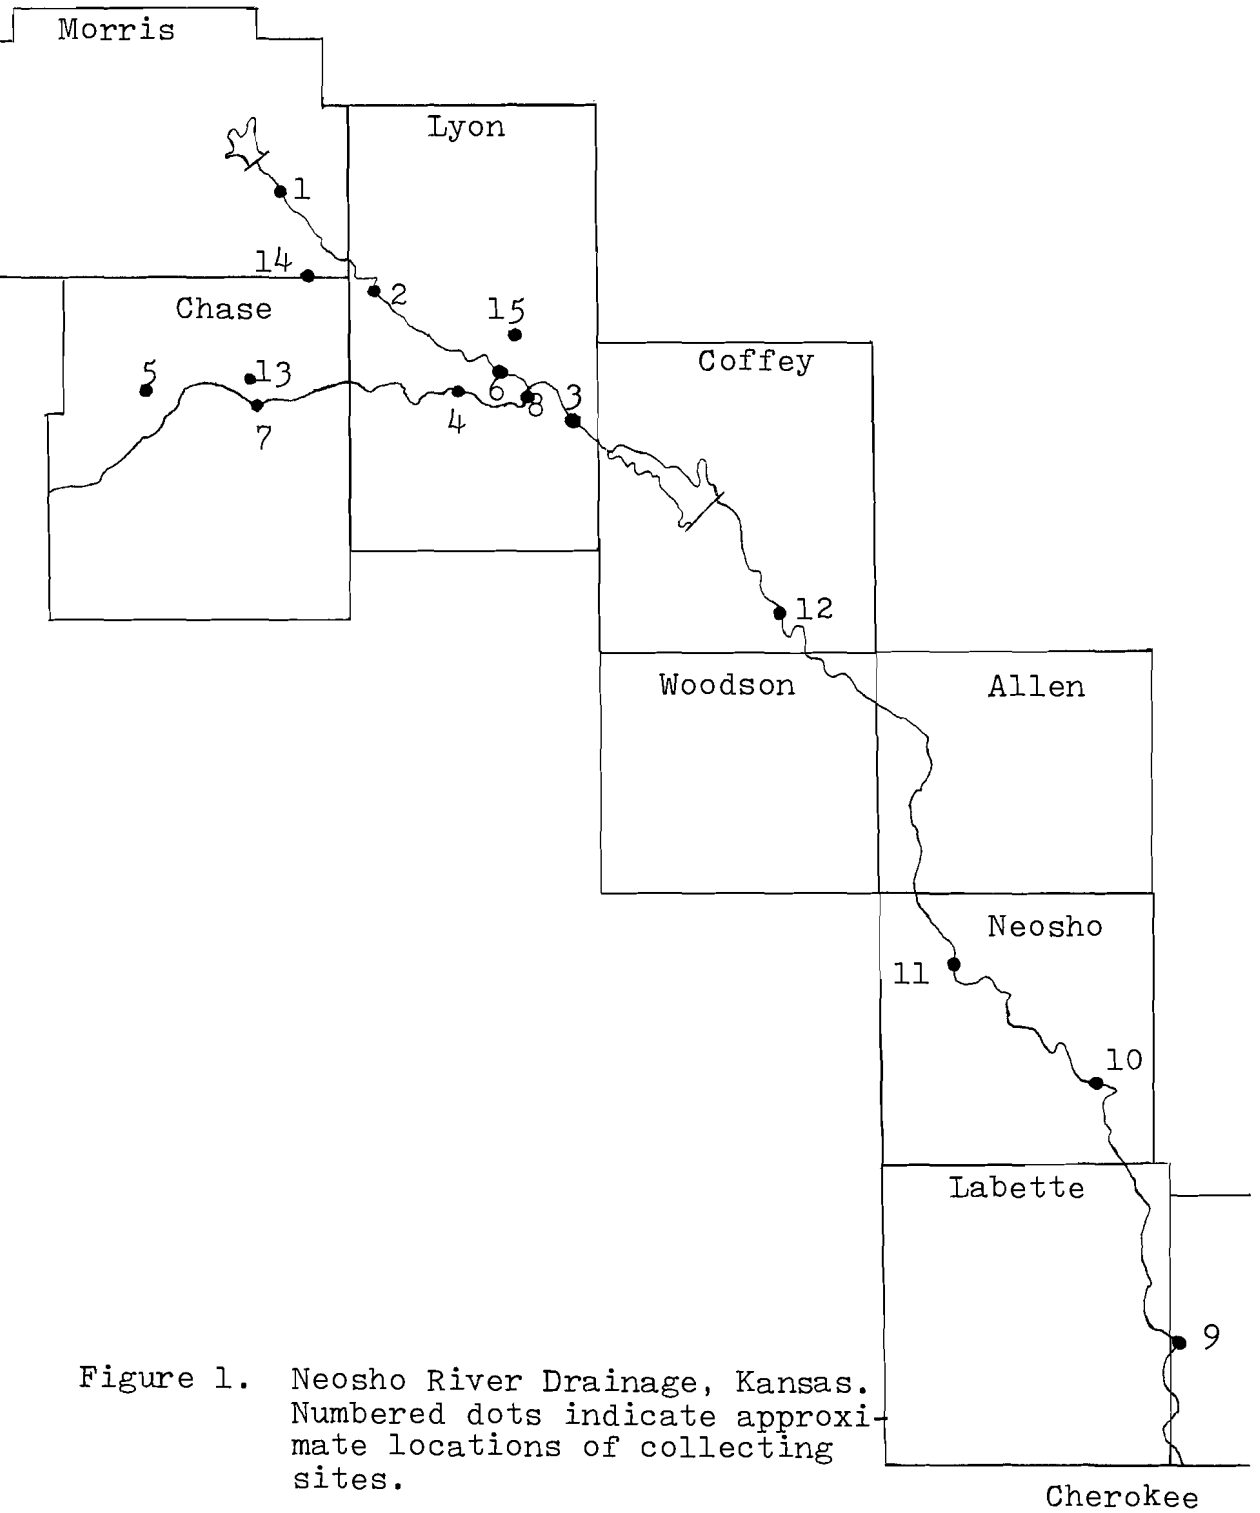 Morris
Lyon
1
14
2
Chase
15
Coffey
5
13
6
8
3
4
7
12
Woodson
Allen
Neosho
11
10
Labette
9
Figure 1. Neosho River Drainage, Kansas.
Numbered dots indicate approxi-
mate locations of collecting
sites.
Cherokee